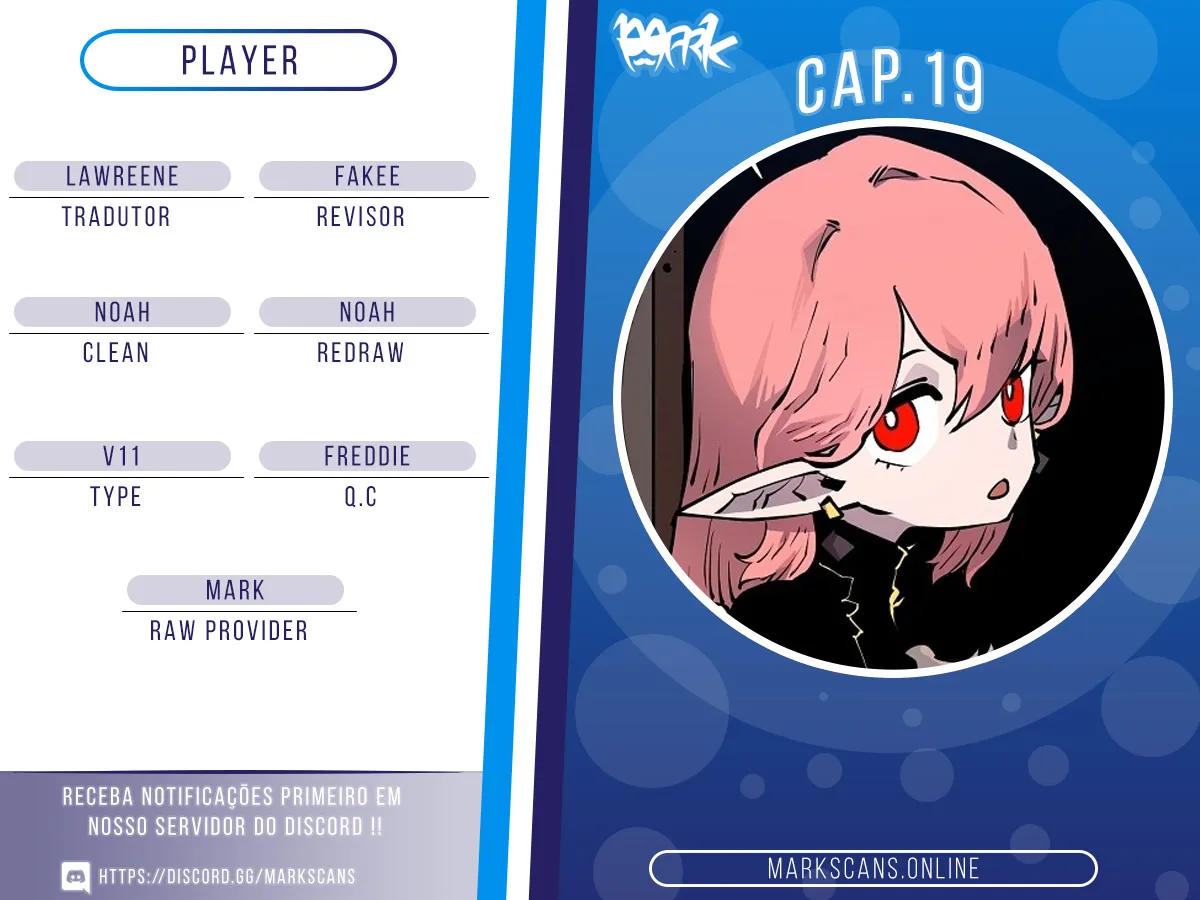 PLAYER
LAWREENE
TRADUTOR
FAKEE
REVISOR
NOAH
CLEAN
NOAH
REDRAW
V11
TYPE
FREDDIE
Q.C
MARK
RAW PROVIDER
RECEBA NOTIFICAÇÕES PRIMEIRO EM
NOSSO SERVIDOR DO DISCORD !!
HTTPS://DISCORD.GG/MARKSCANS
MARK
CAP.19
MARKSCANS.ONLINE